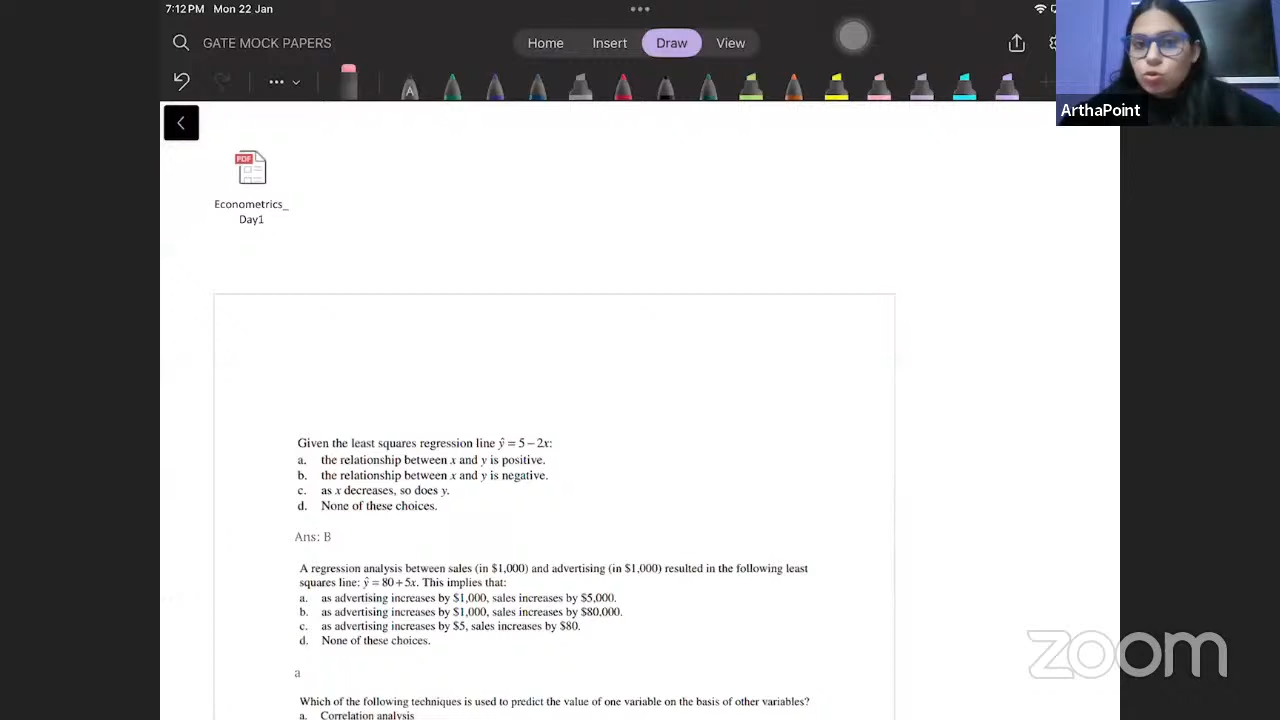 7:12 PM Mon 22 Jan
GATE MOCK PAPERS
Home Insert Draw View
A
ArthaPoint
PDF
Econometrics_
Day1
Given the least squares regression line ŷ = 5 – 2x:
a. the relationship between x and y is positive.
b. the relationship between x and y is negative.
c. as x decreases, so does y.
d. None of these choices.
Ans: B
A regression analysis between sales (in $1,000) and advertising (in $1,000) resulted in the following least
squares line: ŷ = 80 + 5x. This implies that:
a. as advertising increases by $1,000, sales increases by $5,000.
b. as advertising increases by $1,000, sales increases by $80,000.
c. as advertising increases by $5, sales increases by $80.
d. None of these choices.
a
zoom
Which of the following techniques is used to predict the value of one variable on the basis of other variables?
a. Correlation analysis